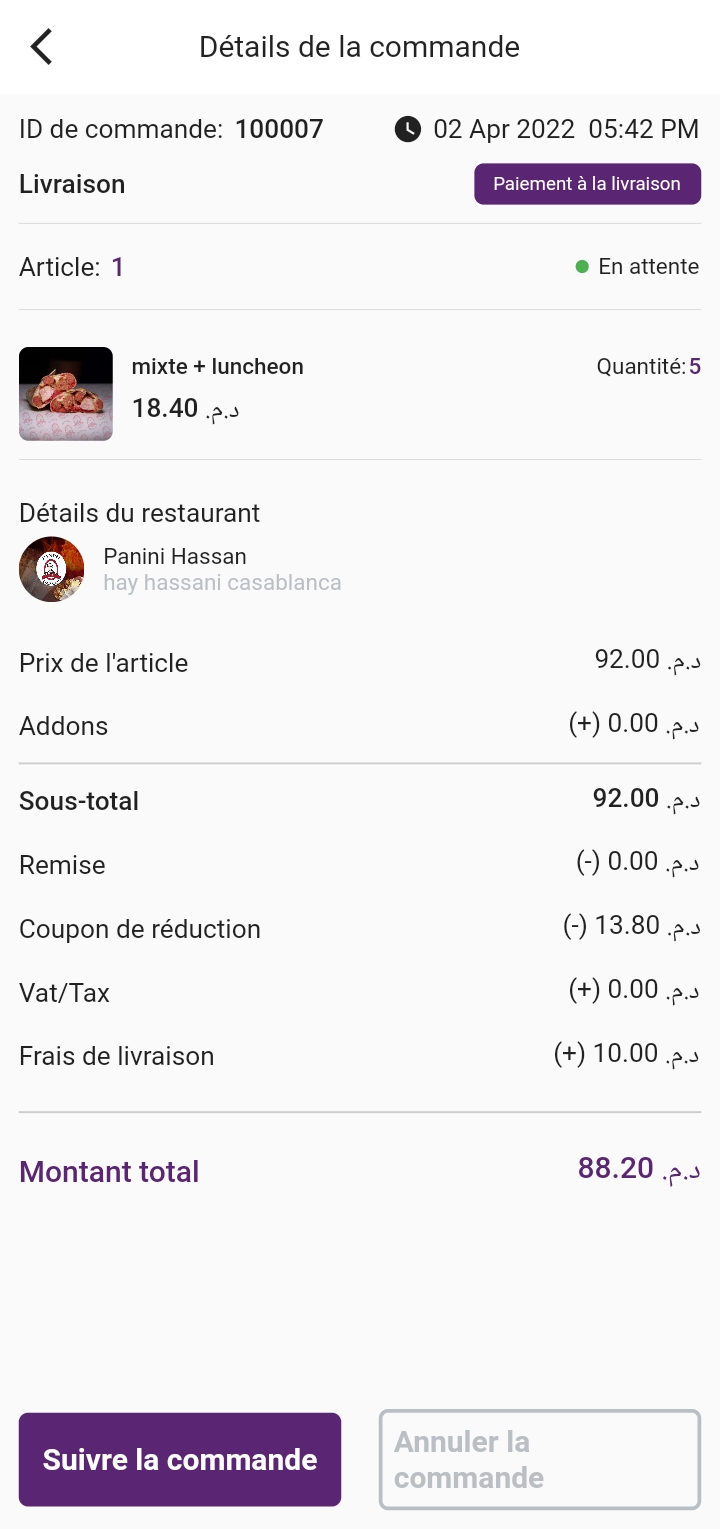 Détails de la commande
ID de commande: 100007 02 Apr 2022 05:42 PM
Livraison Paiement à la livraison
Article: 1 En attente
mixte + luncheon Quantité:5
18.40 د.م.
Détails du restaurant
Panini Hassan
hay hassani casablanca
Prix de l'article 92.00 د.م.
Addons (+) 0.00 د.م.
Sous-total 92.00 د.م.
Remise (-) 0.00 د.م.
Coupon de réduction (-) 13.80 د.م.
Vat/Tax (+) 0.00 د.م.
Frais de livraison (+) 10.00 د.م.
Montant total 88.20 د.م.
Suivre la commande
Annuler la
commande